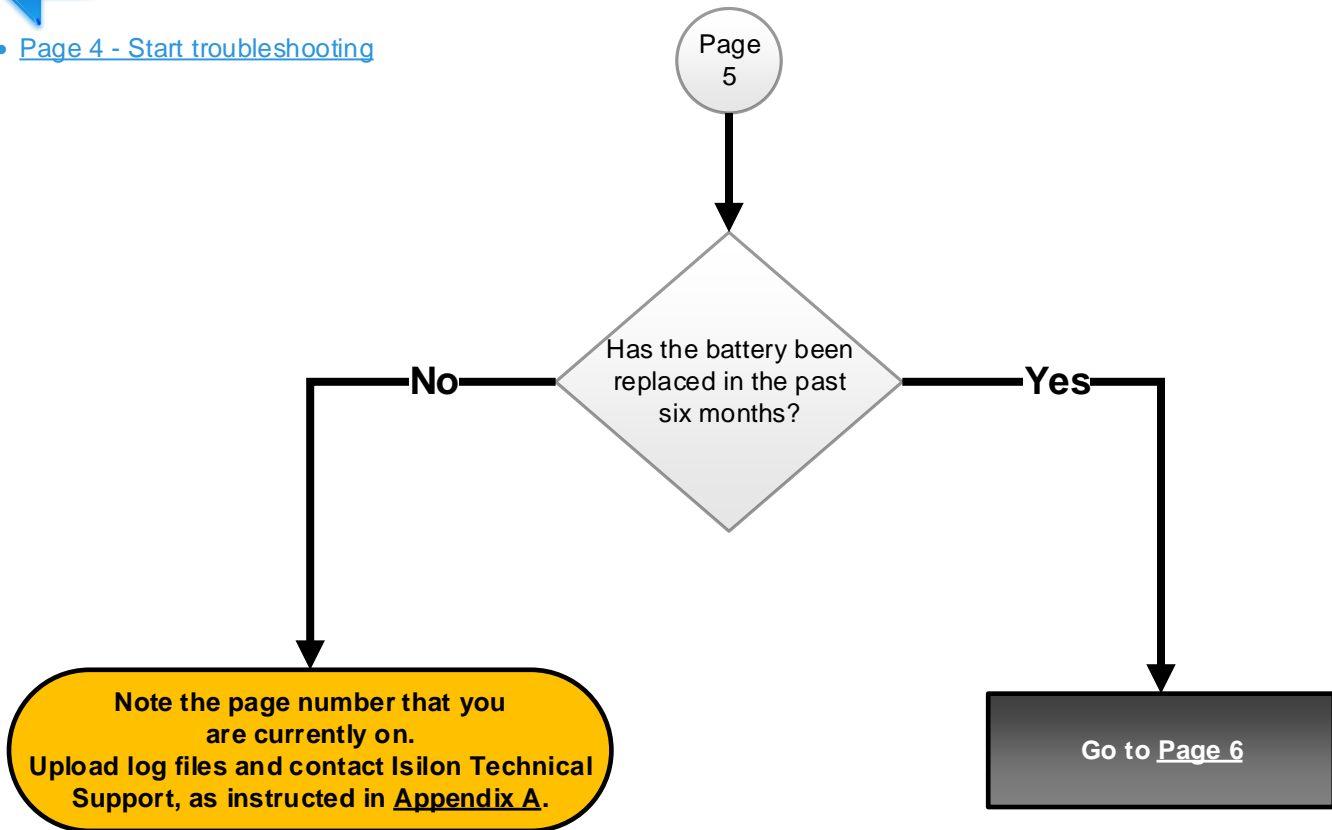 • Page 4 - Start troubleshooting
Page
5
Has the battery been
replaced in the past
six months?
No
Yes
Note the page number that you
are currently on.
Upload log files and contact Isilon Technical
Support, as instructed in Appendix A.
Go to Page 6